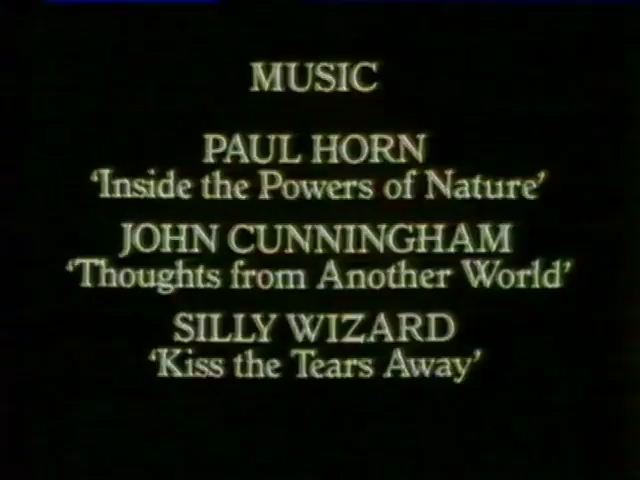 MUSIC
PAUL HORN
‘Inside the Powers of Nature’
JOHN CUNNINGHAM
‘Thoughts from Another World’
SILLY WIZARD
‘Kiss the Tears Away’